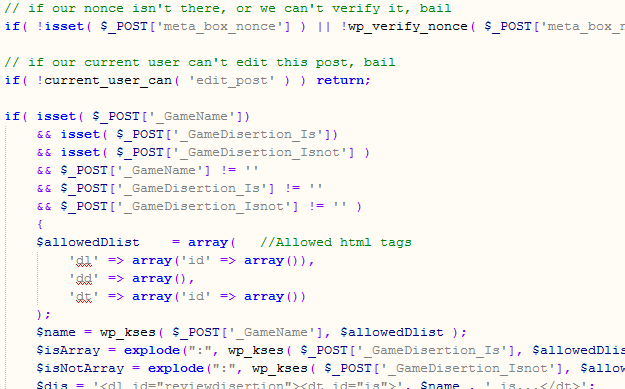 // if our nonce isn't there, or we can't verify it, bail
if( !isset( $_POST['meta_box_nonce'] ) || !wp_verify_nonce( $_POST['meta_box_n
// if our current user can't edit this post, bail
if( !current_user_can( 'edit_post' ) ) return;
if( isset( $_POST['_GameName'])
&& isset( $_POST['_GameDisertion_Is'])
&& isset( $_POST['_GameDisertion_Isnot'] )
&& $_POST['_GameName'] != ''
&& $_POST['_GameDisertion_Is'] != ''
&& $_POST['_GameDisertion_Isnot'] != '' )
{
$allowedDlist = array( //Allowed html tags
'dl' => array('id' => array()),
'dd' => array(),
'dt' => array('id' => array())
);
$name = wp_kses( $_POST['_GameName'], $allowedDlist );
$isArray = explode(":", wp_kses( $_POST['_GameDisertion_Is'], $allowedDlis
$isNotArray = explode(":", wp_kses( $_POST['_GameDisertion_Isnot'], $allow
$dis = '<dl id="reviewdisertion"><dt id="is">', $name . ' is...</dt>';